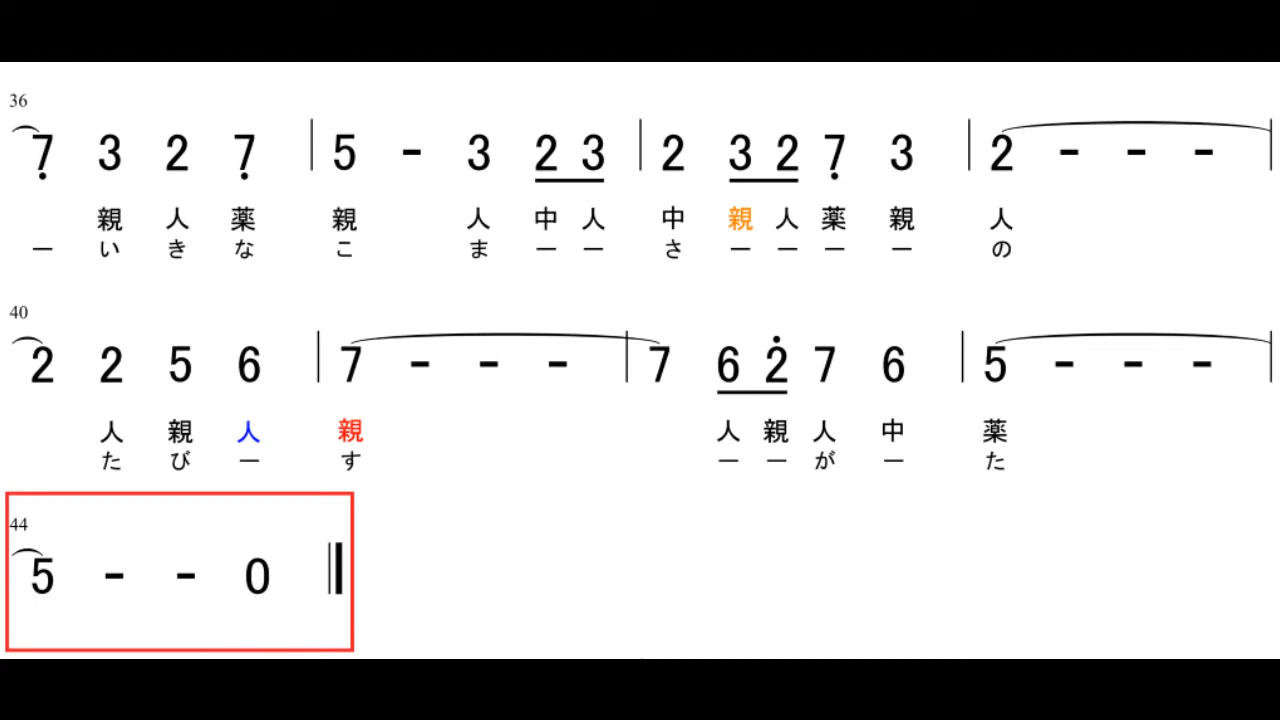 36
7 3 2 7 | 5 - 3 2 3 | 2 3 2 7 3 | 2 - - - |
親 人 薬 親 人 中 人 中 親 人 薬 親 人
ー い き な こ ま ー ー さ ー ー ー ー の
40
2 2 5 6 | 7 - - - | 7 6 2 7 6 | 5 - - - |
人 親 人 親 人 親 人 中 薬
た び ー す ー ー が ー た
44
5 - - 0